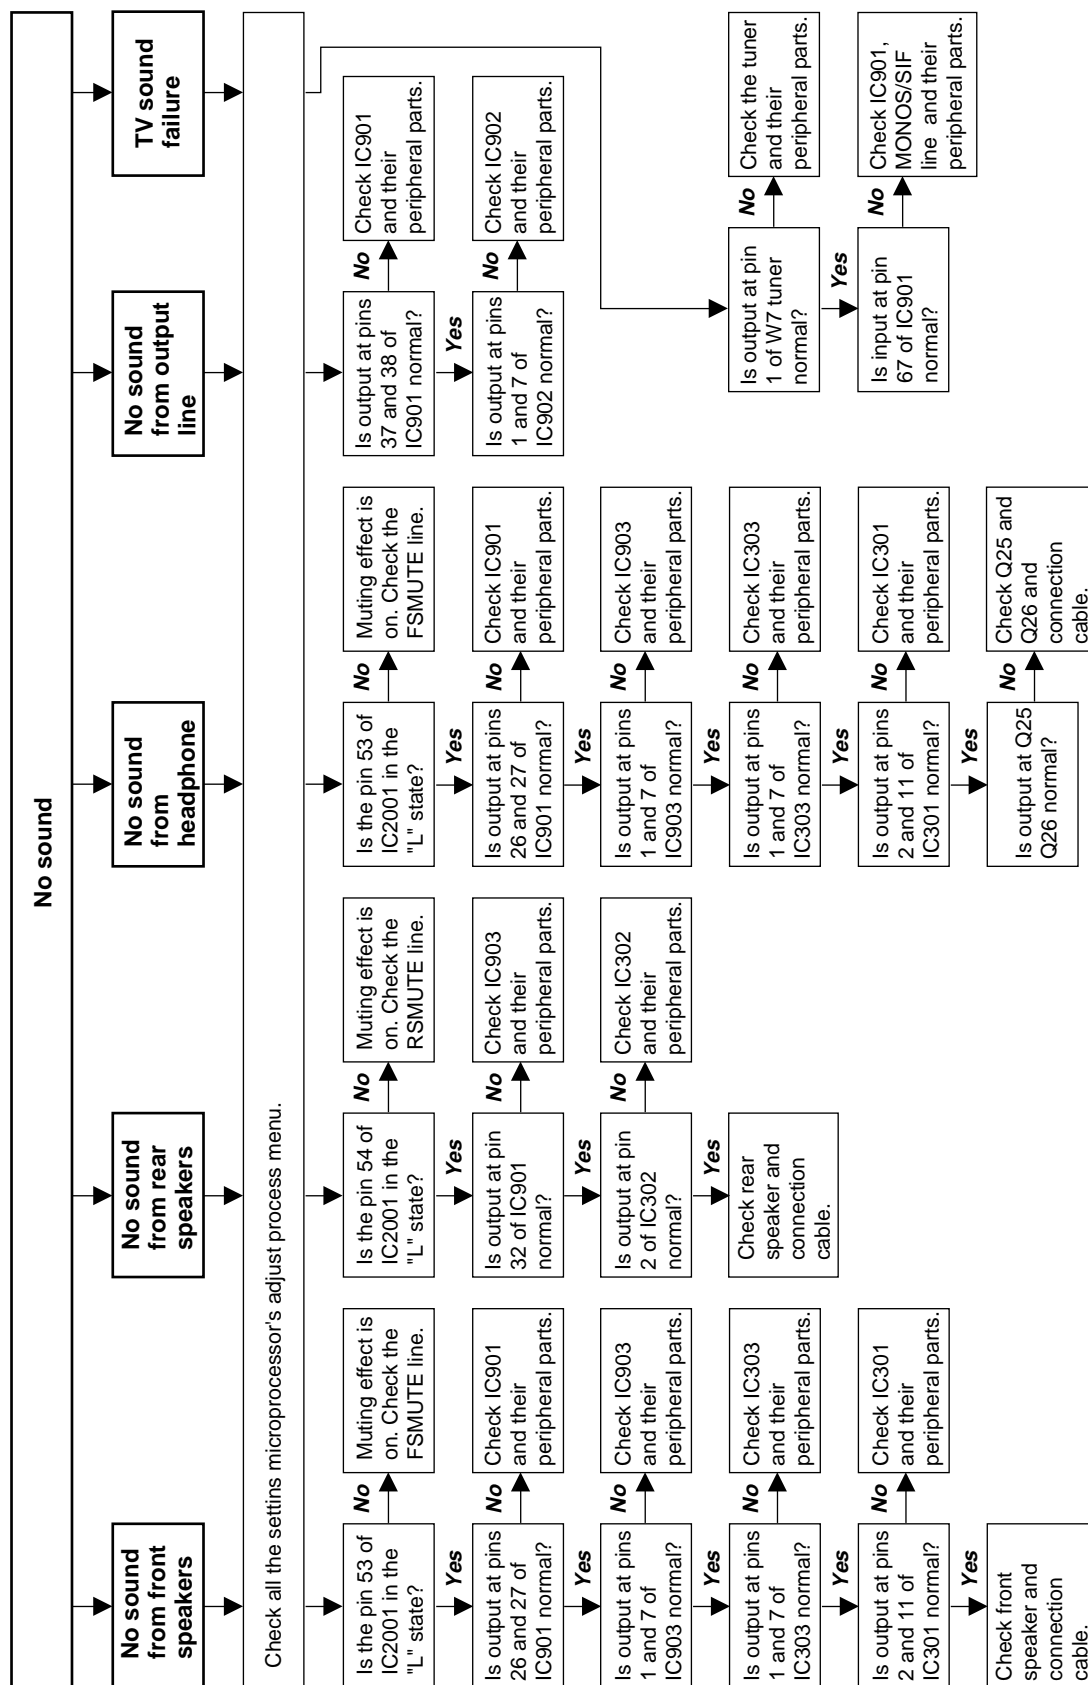 No sound
No sound
from front
speakers
No sound
from rear
speakers
No sound
from
headphone
No sound
from output
line
TV sound
failure
Check all the settins microprocessor's adjust process menu.
Is the pin 53 of
IC2001 in the
"L" state?
No
Muting effect is
on. Check the
FSMUTE line.
Yes
Is output at pins
26 and 27 of
IC901 normal?
No
Check IC901
and their
peripheral parts.
Yes
Is output at pins
1 and 7 of
IC903 normal?
No
Check IC903
and their
peripheral parts.
Yes
Is output at pins
1 and 7 of
IC303 normal?
No
Check IC303
and their
peripheral parts.
Yes
Is output at pins
2 and 11 of
IC301 normal?
No
Check IC301
and their
peripheral parts.
Yes
Check front
speaker and
connection
cable.
Is the pin 54 of
IC2001 in the
"L" state?
No
Muting effect is
on. Check the
RSMUTE line.
Yes
Is output at pin
32 of IC901
normal?
No
Check IC903
and their
peripheral parts.
Yes
Is output at pin
2 of IC302
normal?
No
Check IC302
and their
peripheral parts.
Yes
Check rear
speaker and
connection
cable.
Is the pin 53 of
IC2001 in the
"L" state?
No
Muting effect is
on. Check the
FSMUTE line.
Yes
Is output at pins
26 and 27 of
IC901 normal?
No
Check IC901
and their
peripheral parts.
Yes
Is output at pins
1 and 7 of
IC903 normal?
No
Check IC903
and their
peripheral parts.
Yes
Is output at pins
1 and 7 of
IC303 normal?
No
Check IC303
and their
peripheral parts.
Yes
Is output at pins
2 and 11 of
IC301 normal?
No
Check IC301
and their
peripheral parts.
Yes
Is output at Q25
Q26 normal?
No
Check Q25 and
Q26 and
connection
cable.
Is output at pins
37 and 38 of
IC901 normal?
No
Check IC901
and their
peripheral parts.
Yes
Is output at pins
1 and 7 of
IC902 normal?
No
Check IC902
and their
peripheral parts.
Is output at pin
1 of W7 tuner
normal?
No
Check the tuner
and their
peripheral parts.
Yes
Is input at pin
67 of IC901
normal?
No
Check IC901,
MONOS/SIF
line and their
peripheral parts.